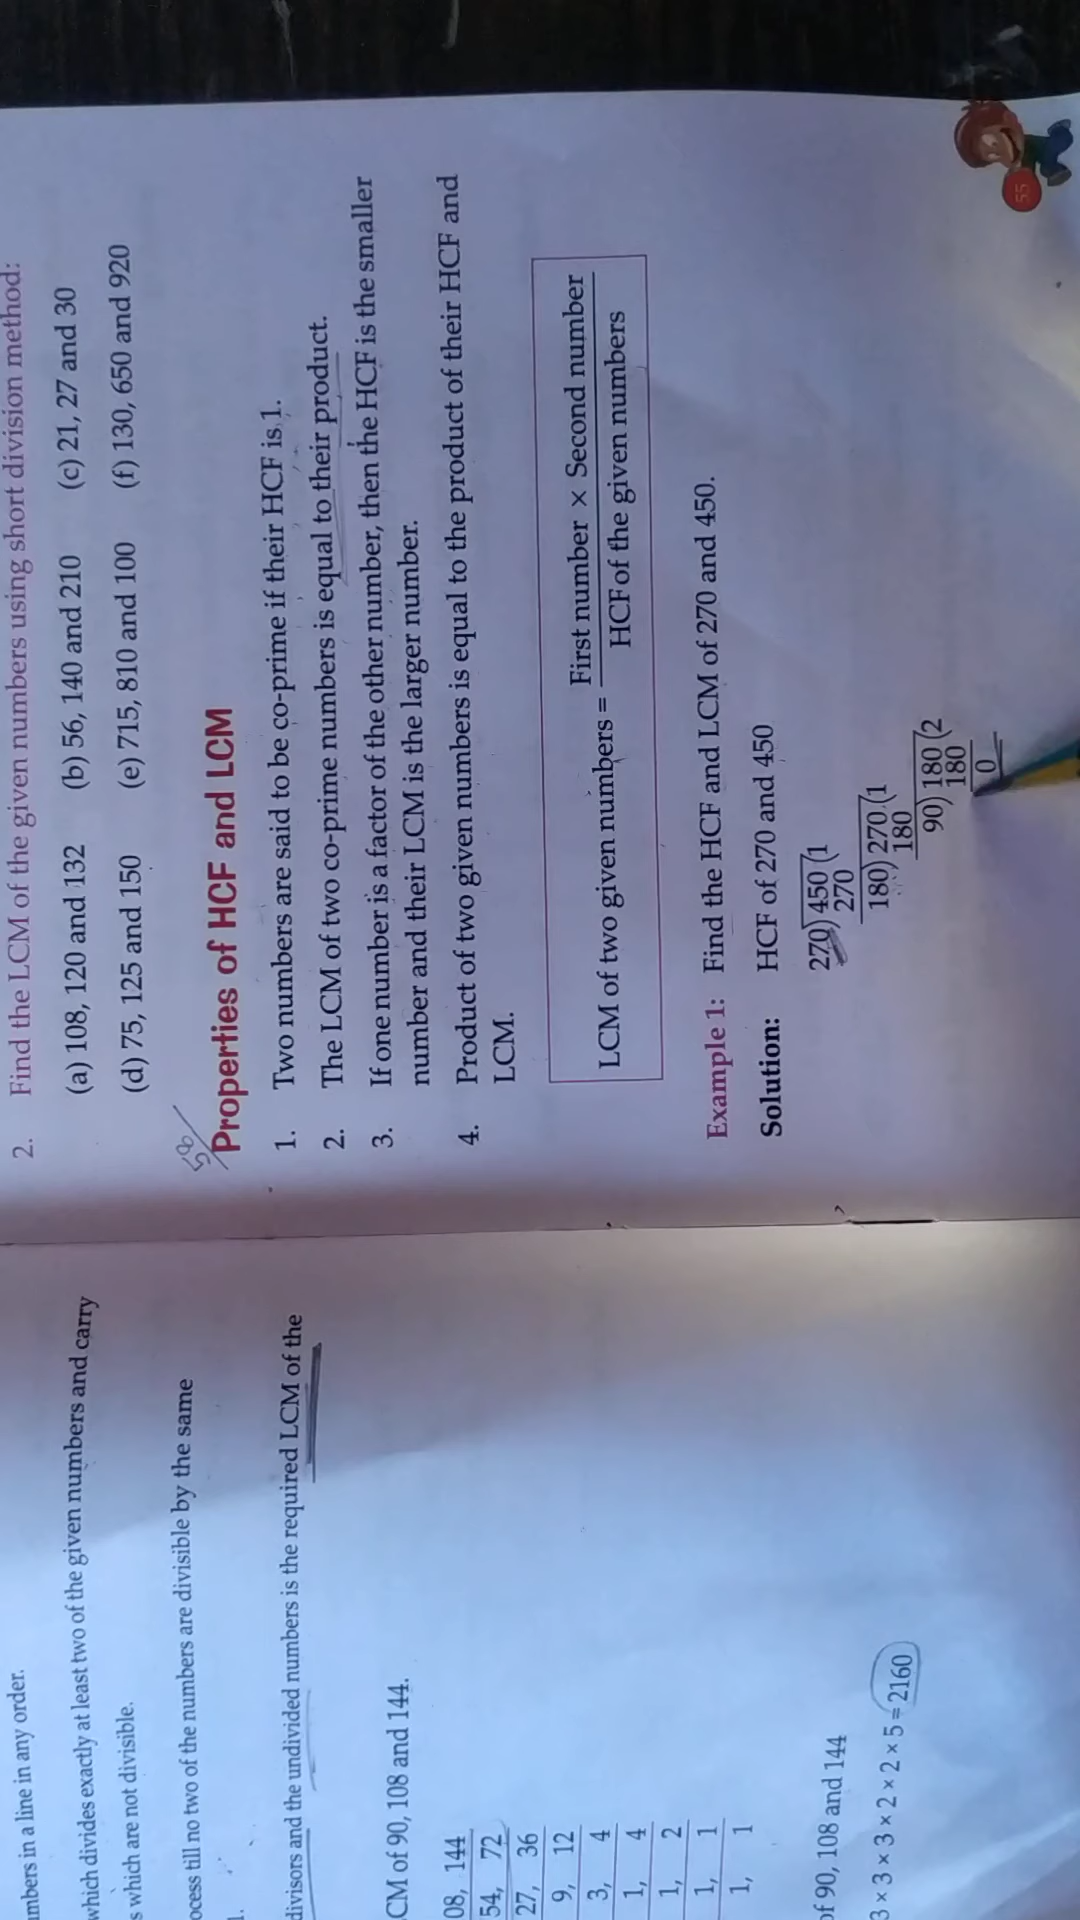 umbers in a line in any order.
which divides exactly at least two of the given numbers and carry
s which are not divisible.
ocess till no two of the numbers are divisible by the same
1.
divisors and the undivided numbers is the required LCM of the
CM of 90, 108 and 144.
08, 144
54, 72
27, 36
9, 12
3, 4
1, 4
1, 2
1, 1
1, 1
of 90, 108 and 144
3 × 3 × 3 × 2 × 2 × 5 = 2160
2. Find the LCM of the given numbers using short division method:
(a) 108, 120 and 132 (b) 56, 140 and 210 (c) 21, 27 and 30
(d) 75, 125 and 150 (e) 715, 810 and 100 (f) 130, 650 and 920
Properties of HCF and LCM
1. Two numbers are said to be co-prime if their HCF is 1.
2. The LCM of two co-prime numbers is equal to their product.
3. If one number is a factor of the other number, then the HCF is the smaller
number and their LCM is the larger number.
4. Product of two given numbers is equal to the product of their HCF and
LCM.
LCM of two given numbers = First number × Second number
HCF of the given numbers
Example 1: Find the HCF and LCM of 270 and 450.
Solution: HCF of 270 and 450
270) 450 (1
270
180) 270 (1
180
90) 180 (2
180
0
55